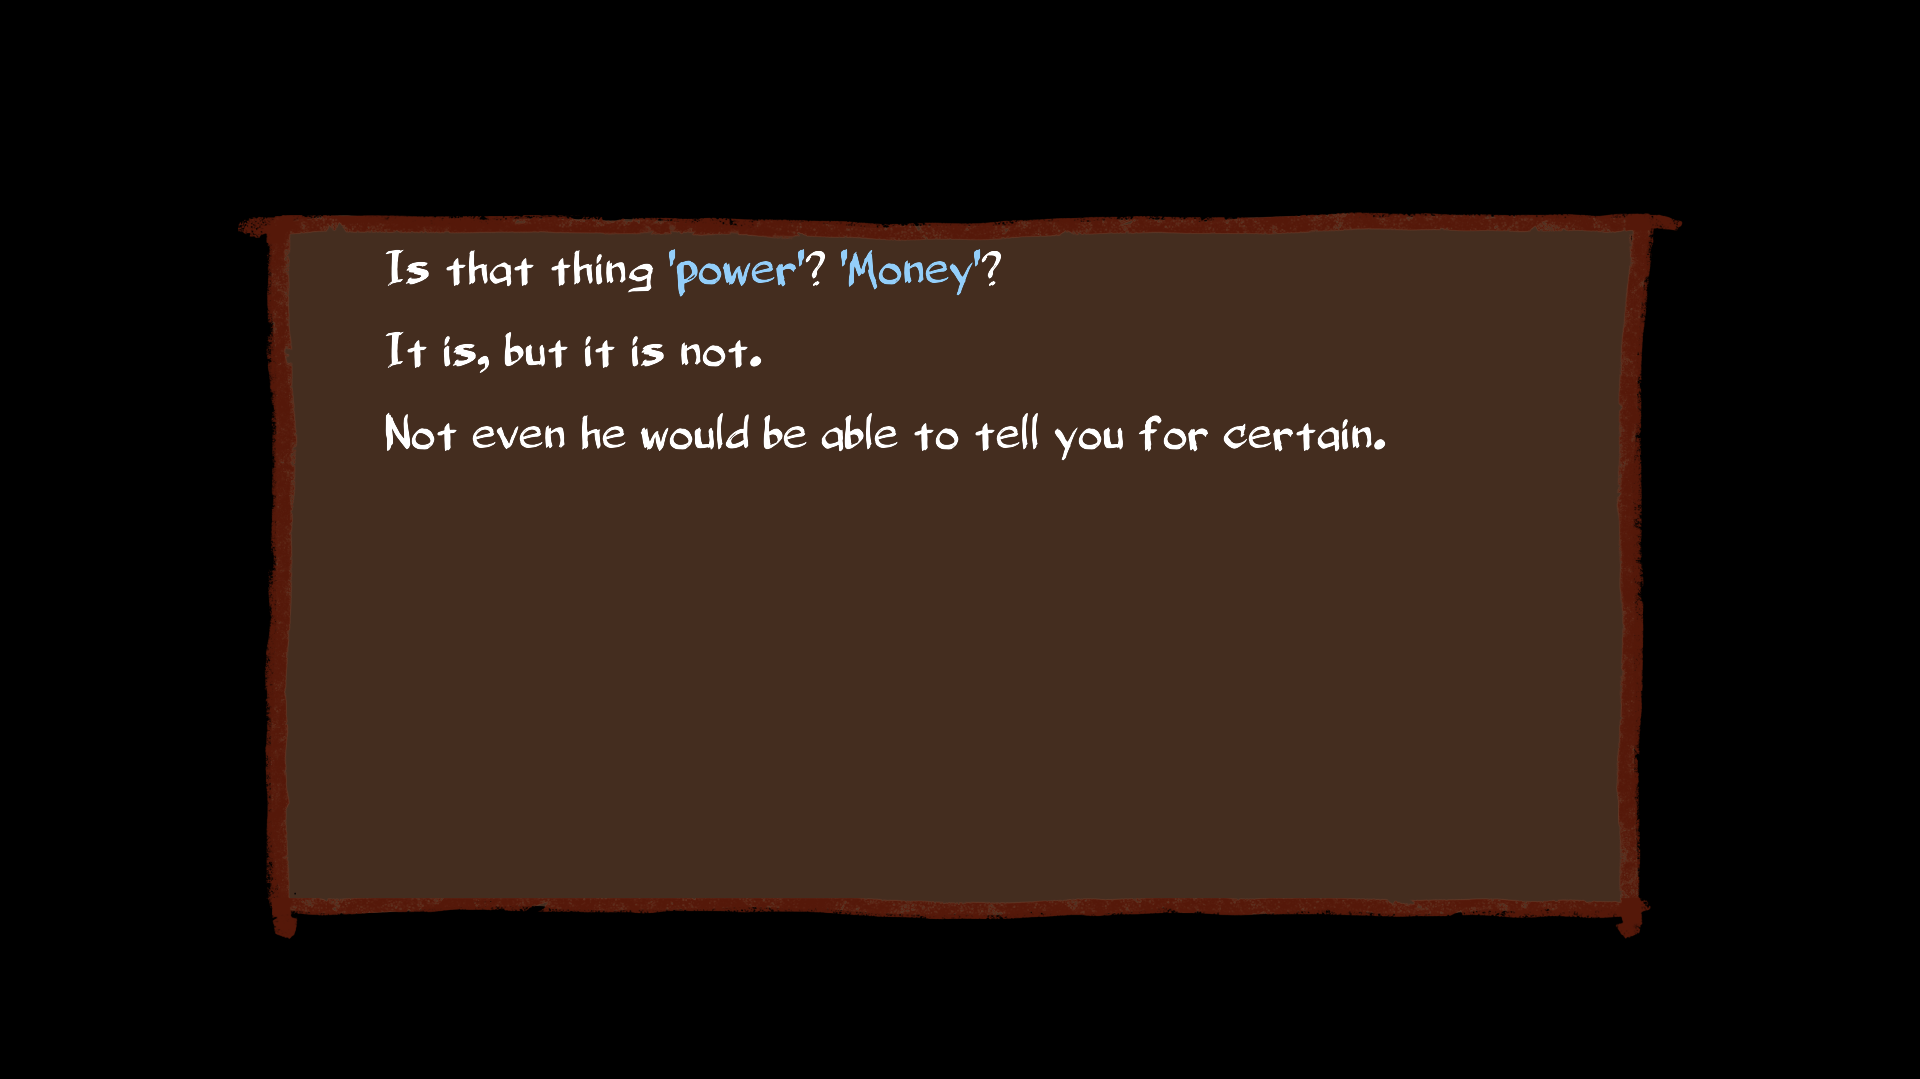 Is that thing 'power'? 'Money'?
It is, but it is not.
Not even he would be able to tell you for certain.